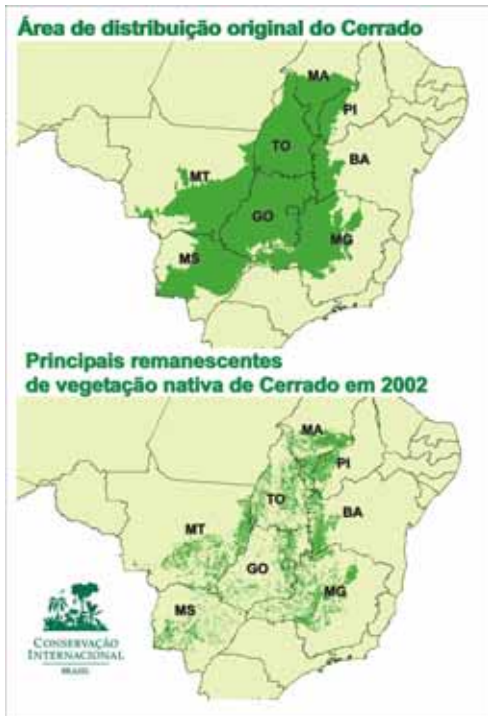 Área de distribuição original do Cerrado
MA
PI
TO
BA
MT
GO
MG
MS
Principais remanescentes
de vegetação nativa de Cerrado em 2002
MA
PI
TO
BA
MT
GO
MG
MS
CONSERVAÇÃO
INTERNACIONAL
BRASIL